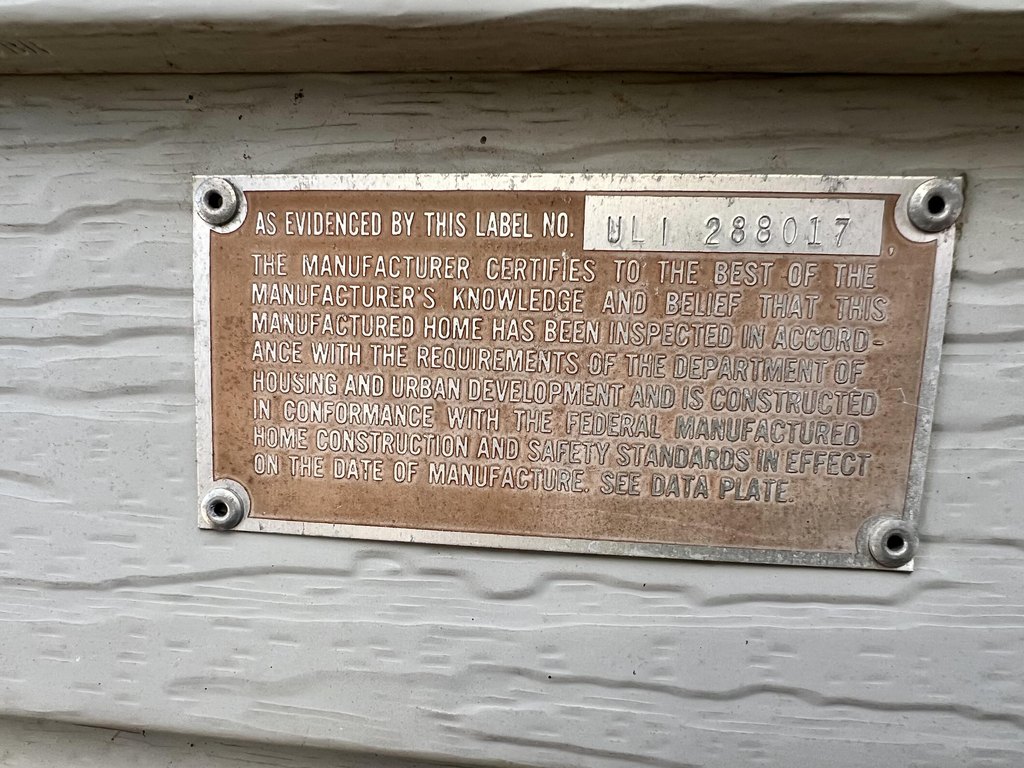 AS EVIDENCED BY THIS LABEL NO. ULI 288017,
THE MANUFACTURER CERTIFIES TO THE BEST OF THE
MANUFACTURER'S KNOWLEDGE AND BELIEF THAT THIS
MANUFACTURED HOME HAS BEEN INSPECTED IN ACCORD-
ANCE WITH THE REQUIREMENTS OF THE DEPARTMENT OF
HOUSING AND URBAN DEVELOPMENT AND IS CONSTRUCTED
IN CONFORMANCE WITH THE FEDERAL MANUFACTURED
HOME CONSTRUCTION AND SAFETY STANDARDS IN EFFECT
ON THE DATE OF MANUFACTURE. SEE DATA PLATE.